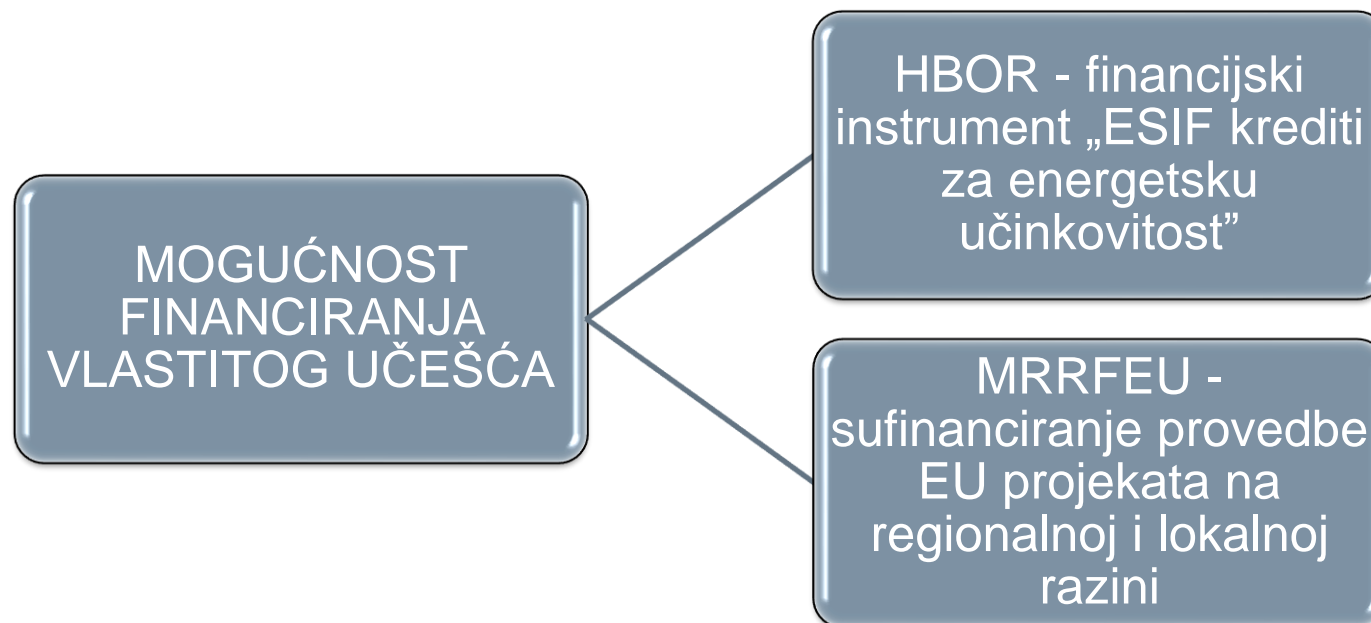 MOGUĆNOST
FINANCIRANJA
VLASTITOG UČEŠĆA
HBOR - financijski
instrument „ESIF krediti
za energetsku
učinkovitost”
MRRFEU -
sufinanciranje provedbe
EU projekata na
regionalnoj i lokalnoj
razini